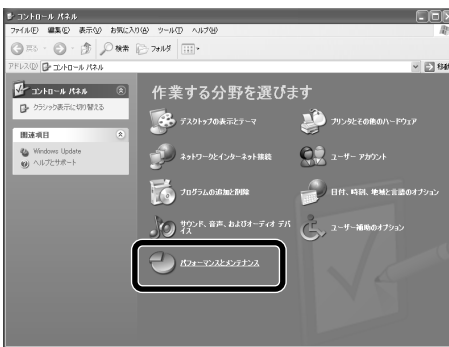 コントロール パネル
ファイル(F) 編集(E) 表示(V) お気に入り(A) ツール(T) ヘルプ(H)
戻る 検索 フォルダ
アドレス(D) コントロール パネル 移動
コントロール パネル
クラシック表示に切り替える
関連項目
Windows Update
ヘルプとサポート
作業する分野を選びます
デスクトップの表示とテーマ
プリンタとその他のハードウェア
ネットワークとインターネット接続
ユーザー アカウント
プログラムの追加と削除
日付、時刻、地域と言語のオプション
サウンド、音声、およびオーディオ デバ
イス
ユーザー補助のオプション
パフォーマンスとメンテナンス